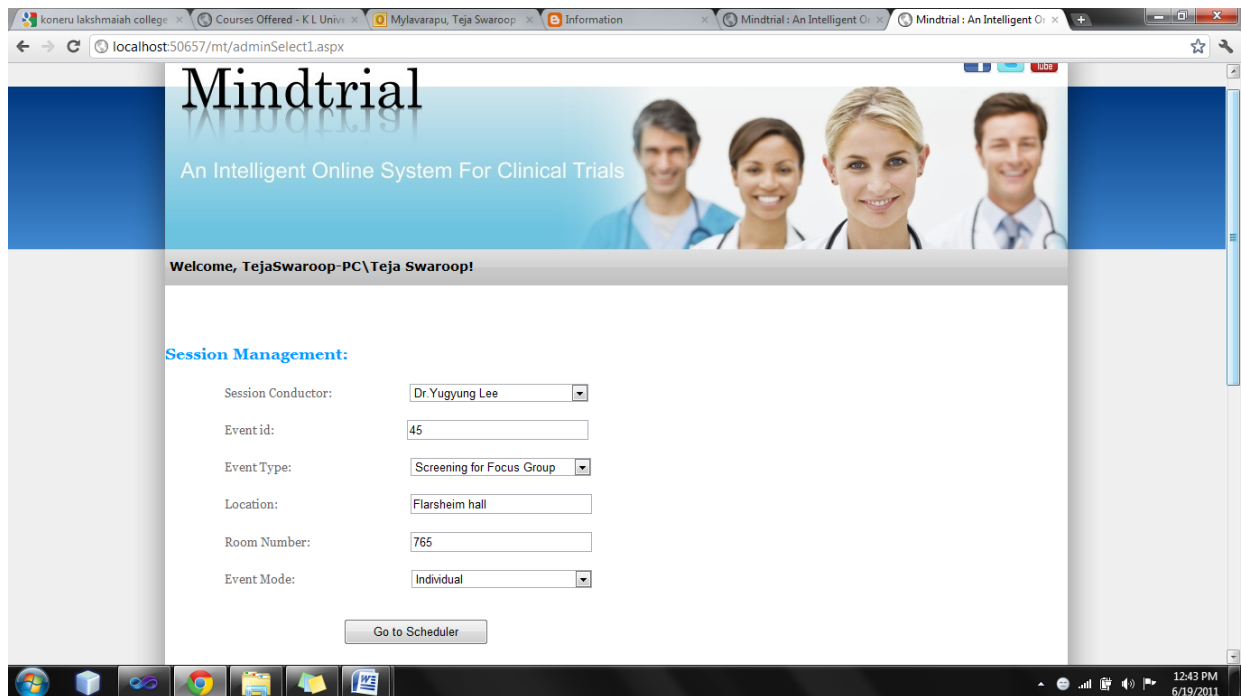 koneru lakshmaiah college
Courses Offered - K L Unive
Mylavarapu, Teja Swaroop
Information
Mindtrial : An Intelligent O
Mindtrial : An Intelligent O
localhost:50657/mt/adminSelect1.aspx
Tube
Mindtrial
An Intelligent Online System For Clinical Trials
Welcome, TejaSwaroop-PC\Teja Swaroop!
Session Management:
Session Conductor: Dr.Yugyung Lee
Event id: 45
Event Type: Screening for Focus Group
Location: Flarsheim hall
Room Number: 765
Event Mode: Individual
Go to Scheduler
12:43 PM
6/19/2011